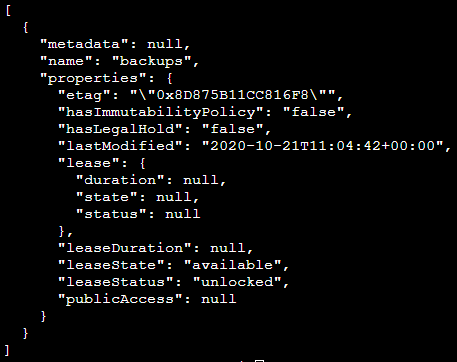 [
  {
    "metadata": null,
    "name": "backups",
    "properties": {
      "etag": "\"0x8D875B11CC816F8\"",
      "hasImmutabilityPolicy": "false",
      "hasLegalHold": "false",
      "lastModified": "2020-10-21T11:04:42+00:00",
      "lease": {
        "duration": null,
        "state": null,
        "status": null
      },
      "leaseDuration": null,
      "leaseState": "available",
      "leaseStatus": "unlocked",
      "publicAccess": null
    }
  }
]